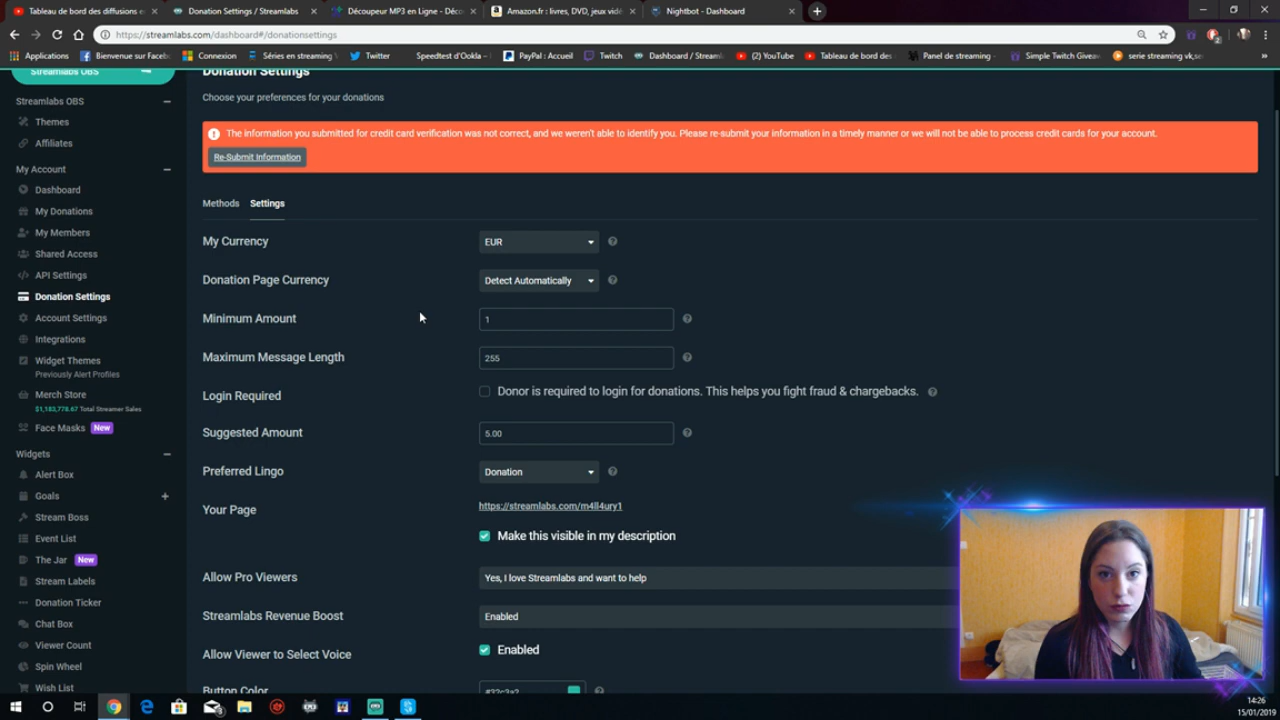 Tableau de bord des diffusions e
Donation Settings / Streamlabs
Découpeur MP3 en Ligne - Déco
Amazon.fr : livres, DVD, jeux vidé
Nightbot - Dashboard
https://streamlabs.com/dashboard#/donationsettings
Applications
Bienvenue sur Faceb
Connexion
Séries en streaming
Twitter
Speedtest d'Ookla –
PayPal : Accueil
Twitch
Dashboard / Stream
(2) YouTube
Tableau de bord des
Panel de streaming
Simple Twitch Givea
serie streaming vk,se
Streamlabs OBS
Streamlabs OBS
Themes
Affiliates
My Account
Dashboard
My Donations
My Members
Shared Access
API Settings
Donation Settings
Account Settings
Integrations
Widget Themes
Previously Alert Profiles
Merch Store
$1,183,778.67 Total Streamer Sales
Face Masks New
Widgets
Alert Box
Goals
Stream Boss
Event List
The Jar New
Stream Labels
Donation Ticker
Chat Box
Viewer Count
Spin Wheel
Wish List
Donation Settings
Choose your preferences for your donations
The information you submitted for credit card verification was not correct, and we weren't able to identify you. Please re-submit your information in a timely manner or we will not be able to process credit cards for your account.
Re-Submit Information
Methods Settings
My Currency EUR
Donation Page Currency Detect Automatically
Minimum Amount 1
Maximum Message Length 255
Login Required Donor is required to login for donations. This helps you fight fraud & chargebacks.
Suggested Amount 5.00
Preferred Lingo Donation
Your Page https://streamlabs.com/m4ll4ury1
Make this visible in my description
Allow Pro Viewers Yes, I love Streamlabs and want to help
Streamlabs Revenue Boost Enabled
Allow Viewer to Select Voice Enabled
Button Color #32c3a2
14:26
15/01/2019